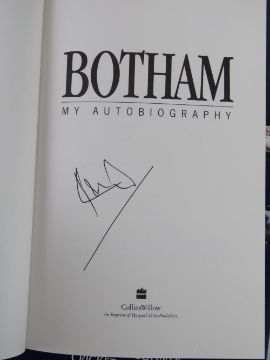 BOTHAM
MY AUTOBIOGRAPHY
CollinsWillow
An Imprint of HarperCollinsPublishers